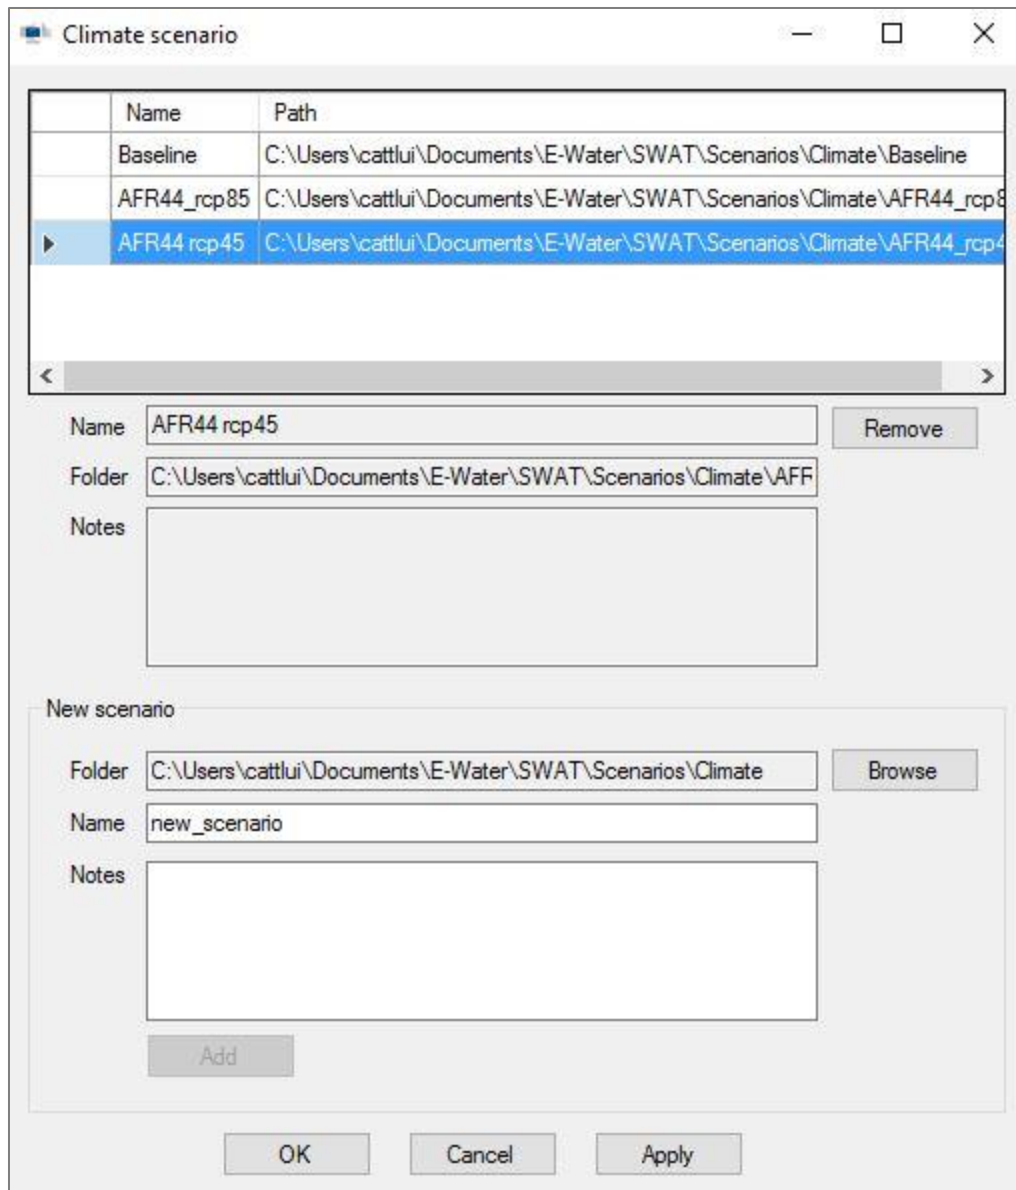 Climate scenario
Name Path
Baseline C:\Users\cattlui\Documents\E-Water\SWAT\Scenarios\Climate\Baseline
AFR44_rcp85 C:\Users\cattlui\Documents\E-Water\SWAT\Scenarios\Climate\AFR44_rcp8
AFR44 rcp45 C:\Users\cattlui\Documents\E-Water\SWAT\Scenarios\Climate\AFR44_rcp4
Name AFR44 rcp45 Remove
Folder C:\Users\cattlui\Documents\E-Water\SWAT\Scenarios\Climate\AFR
Notes
New scenario
Folder C:\Users\cattlui\Documents\E-Water\SWAT\Scenarios\Climate Browse
Name new_scenario
Notes
Add
OK Cancel Apply